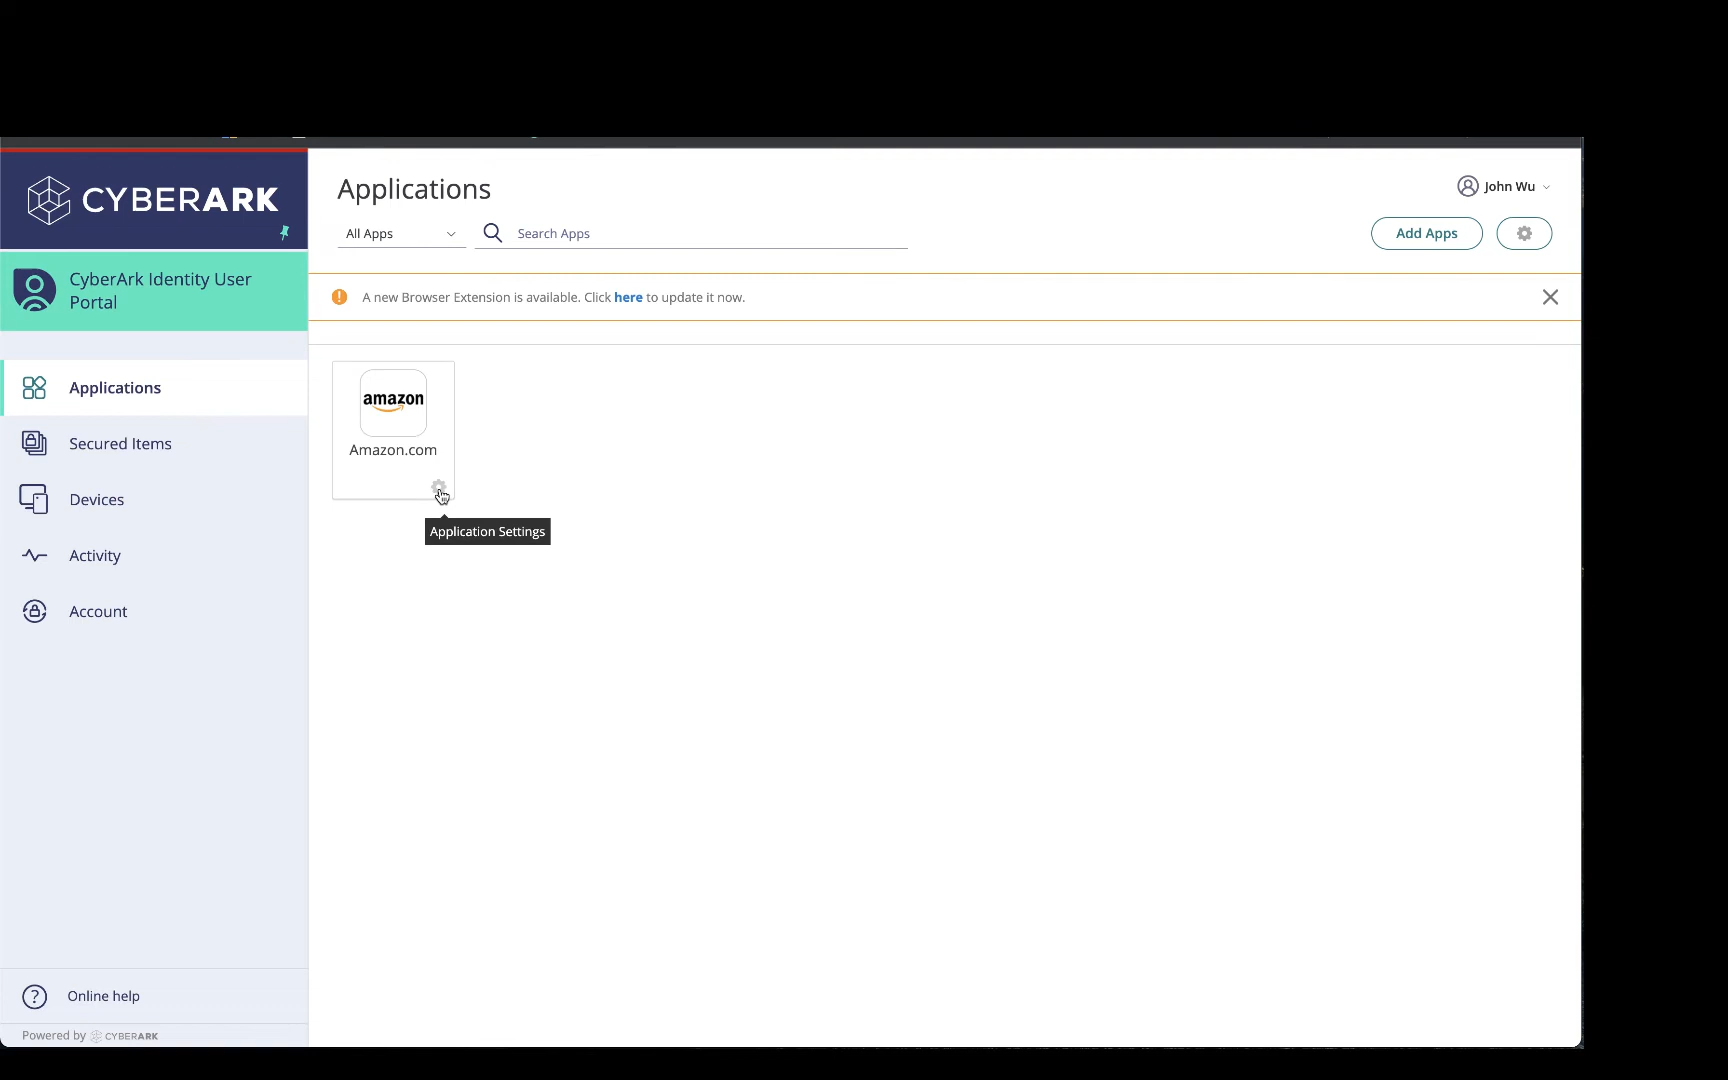 CYBERARK
CyberArk Identity User
Portal
Applications
Secured Items
Devices
Activity
Account
Online help
Powered by CYBERARK
Applications
John Wu
All Apps
Search Apps
Add Apps
A new Browser Extension is available. Click here to update it now.
amazon
Amazon.com
Application Settings